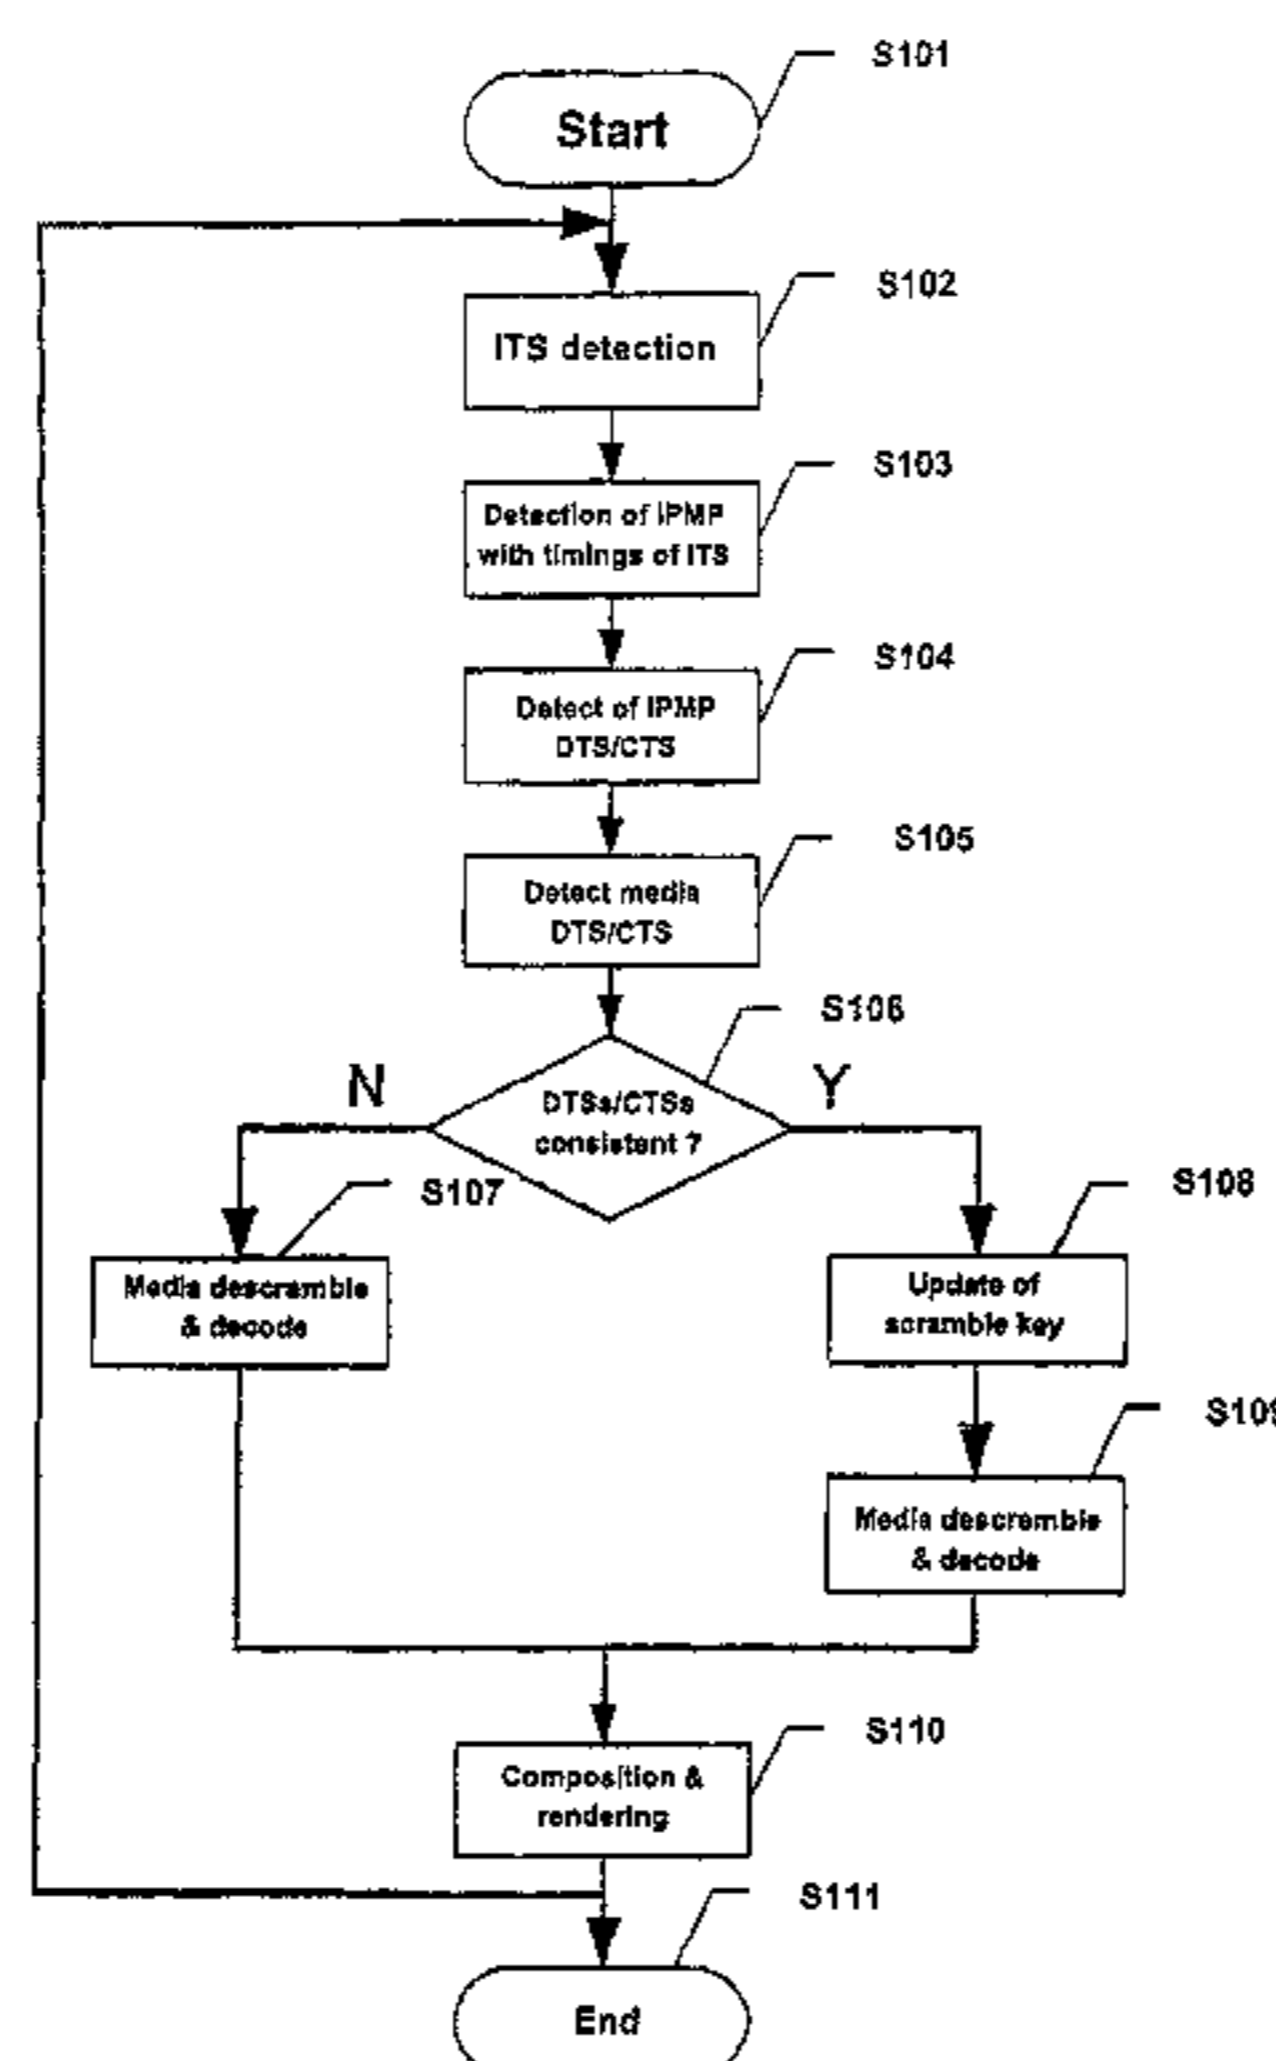 S101
Start
S102
ITS detection
S103
Detection of IPMP
with timings of ITS
S104
Detect of IPMP
DTS/CTS
S105
Detect media
DTS/CTS
S106
N
Y
DTSs/CTSs
consistent ?
S107
S108
Media descramble
& decode
Update of
scramble key
S109
Media descramble
& decode
S110
Composition &
rendering
S111
End